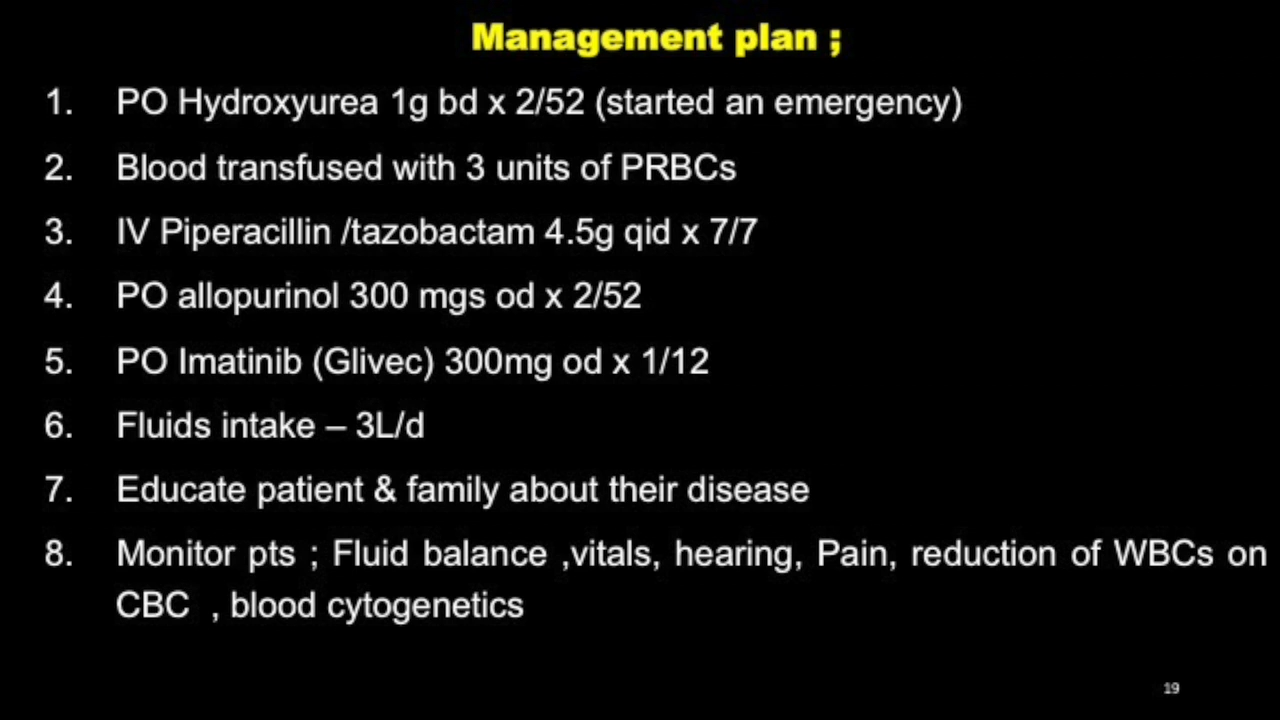 Management plan ;
1. PO Hydroxyurea 1g bd x 2/52 (started an emergency)
2. Blood transfused with 3 units of PRBCs
3. IV Piperacillin /tazobactam 4.5g qid x 7/7
4. PO allopurinol 300 mgs od x 2/52
5. PO Imatinib (Glivec) 300mg od x 1/12
6. Fluids intake – 3L/d
7. Educate patient & family about their disease
8. Monitor pts ; Fluid balance ,vitals, hearing, Pain, reduction of WBCs on
CBC , blood cytogenetics
19